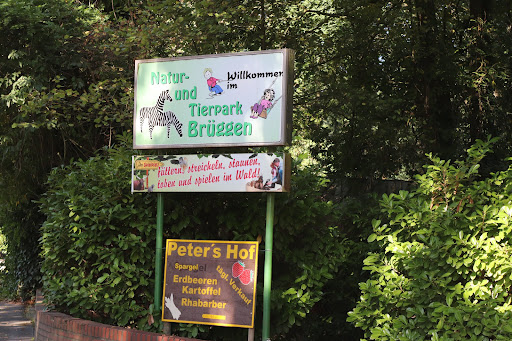 Willkommen
im
Natur-
und
Tierpark
Brüggen
füttern, streicheln, staunen,
toben und spielen im Wald!
Peter's Hof
Spargel
Erdbeeren
Kartoffel
Rhabarber
tägl. Verkauf